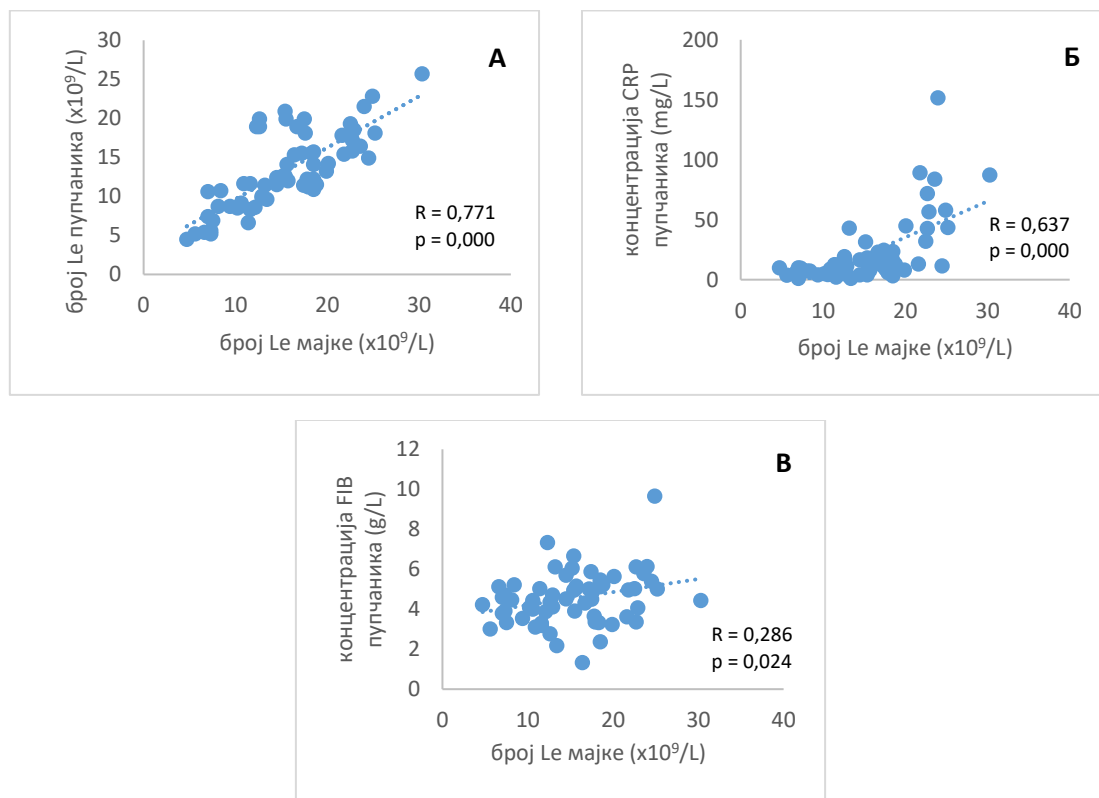 А
број Le пупчаника (x10⁹/L)
30
25
20
15
10
5
0
R = 0,771
p = 0,000
0 10 20 30 40
број Le мајке (x10⁹/L)
Б
концентрација CRP
пупчаника (mg/L)
200
150
100
50
0
R = 0,637
p = 0,000
0 10 20 30 40
број Le мајке (x10⁹/L)
В
концентрација FIB
пупчаника (g/L)
12
10
8
6
4
2
0
R = 0,286
p = 0,024
0 10 20 30 40
број Le мајке (x10⁹/L)